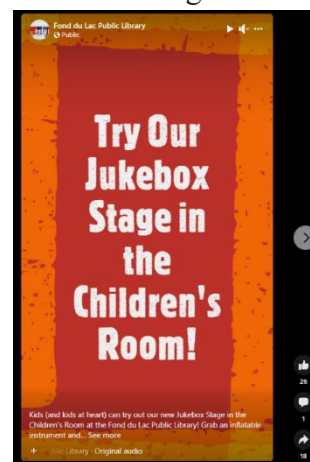 Fond du Lac Public Library
Public
Try Our
Jukebox
Stage in
the
Children's
Room!
26
1
18
Kids (and kids at heart) can try out our new Jukebox Stage in the
Children's Room at the Fond du Lac Public Library! Grab an inflatable
instrument and... See more
Library · Original audio